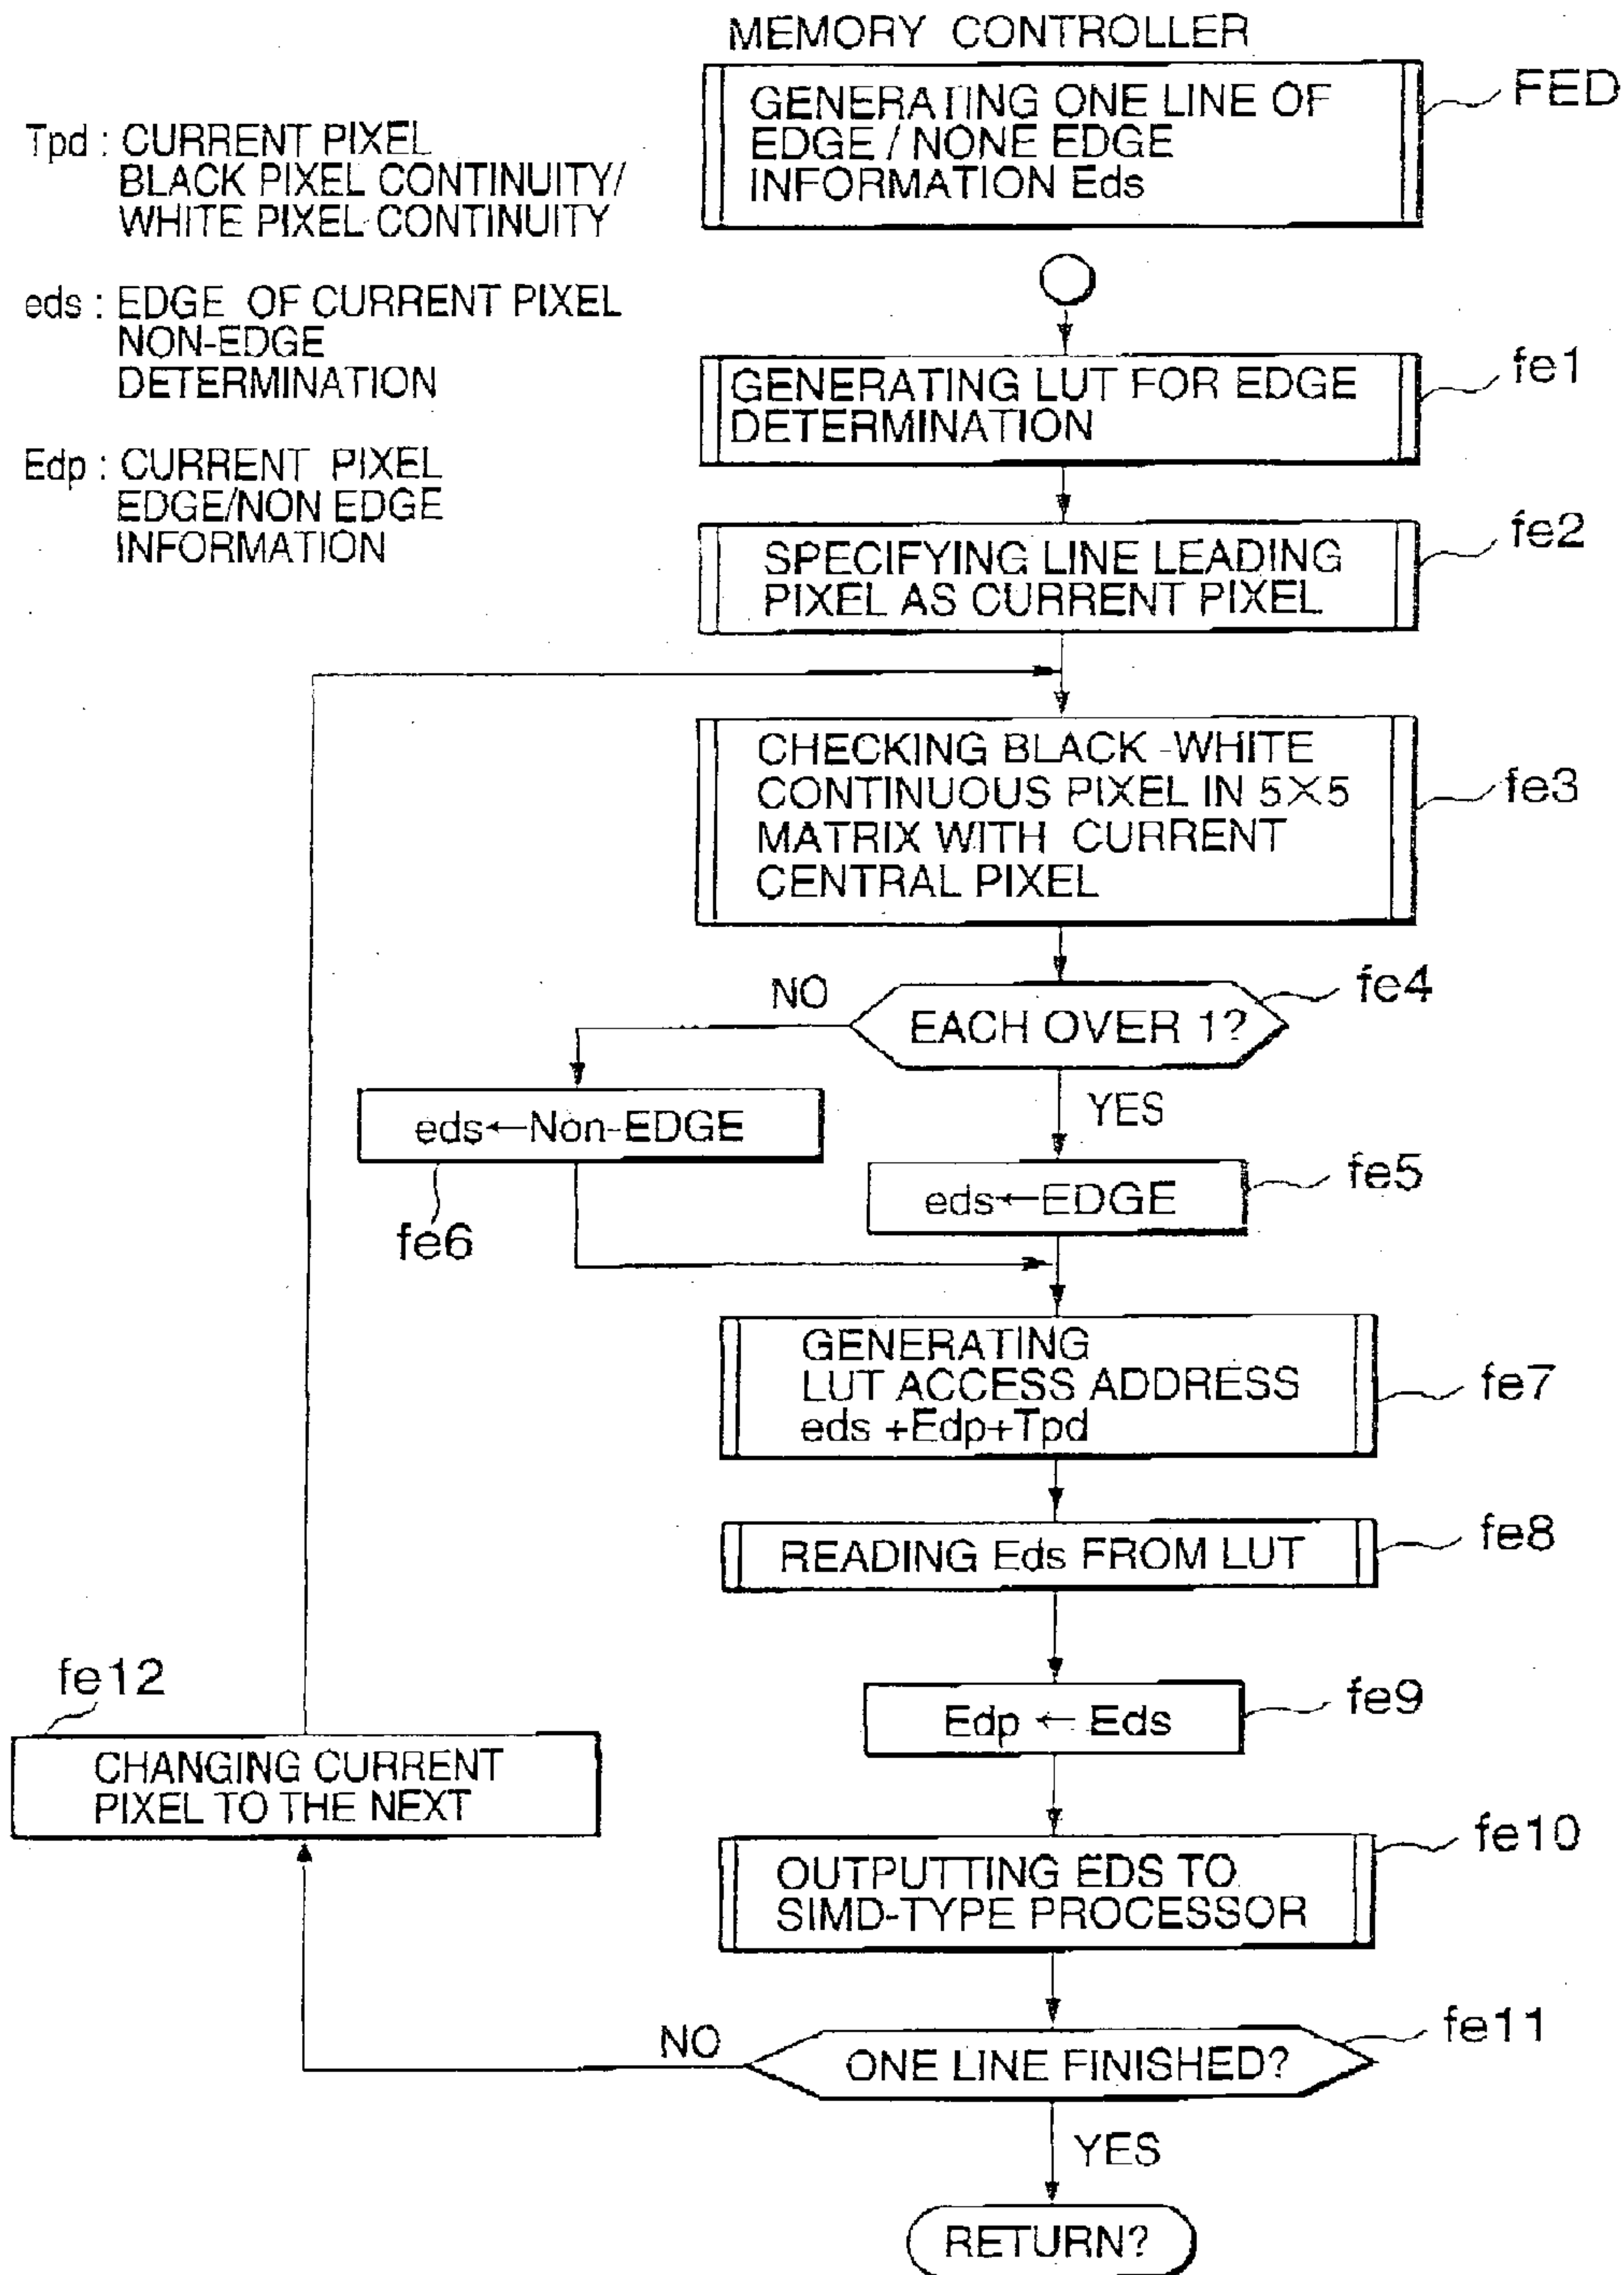 MEMORY CONTROLLER
GENERATING ONE LINE OF
EDGE / NONE EDGE
INFORMATION Eds
FED
Tpd : CURRENT PIXEL
BLACK PIXEL CONTINUITY/
WHITE PIXEL CONTINUITY
eds : EDGE OF CURRENT PIXEL
NON-EDGE
DETERMINATION
Edp : CURRENT PIXEL
EDGE/NON EDGE
INFORMATION
GENERATING LUT FOR EDGE
DETERMINATION
fe1
SPECIFYING LINE LEADING
PIXEL AS CURRENT PIXEL
fe2
CHECKING BLACK -WHITE
CONTINUOUS PIXEL IN 5×5
MATRIX WITH CURRENT
CENTRAL PIXEL
fe3
EACH OVER 1?
fe4
NO
YES
eds←Non-EDGE
fe6
eds←EDGE
fe5
GENERATING
LUT ACCESS ADDRESS
eds +Edp+Tpd
fe7
READING Eds FROM LUT
fe8
Edp ← Eds
fe9
fe12
CHANGING CURRENT
PIXEL TO THE NEXT
OUTPUTTING EDS TO
SIMD-TYPE PROCESSOR
fe10
ONE LINE FINISHED?
fe11
NO
YES
RETURN?